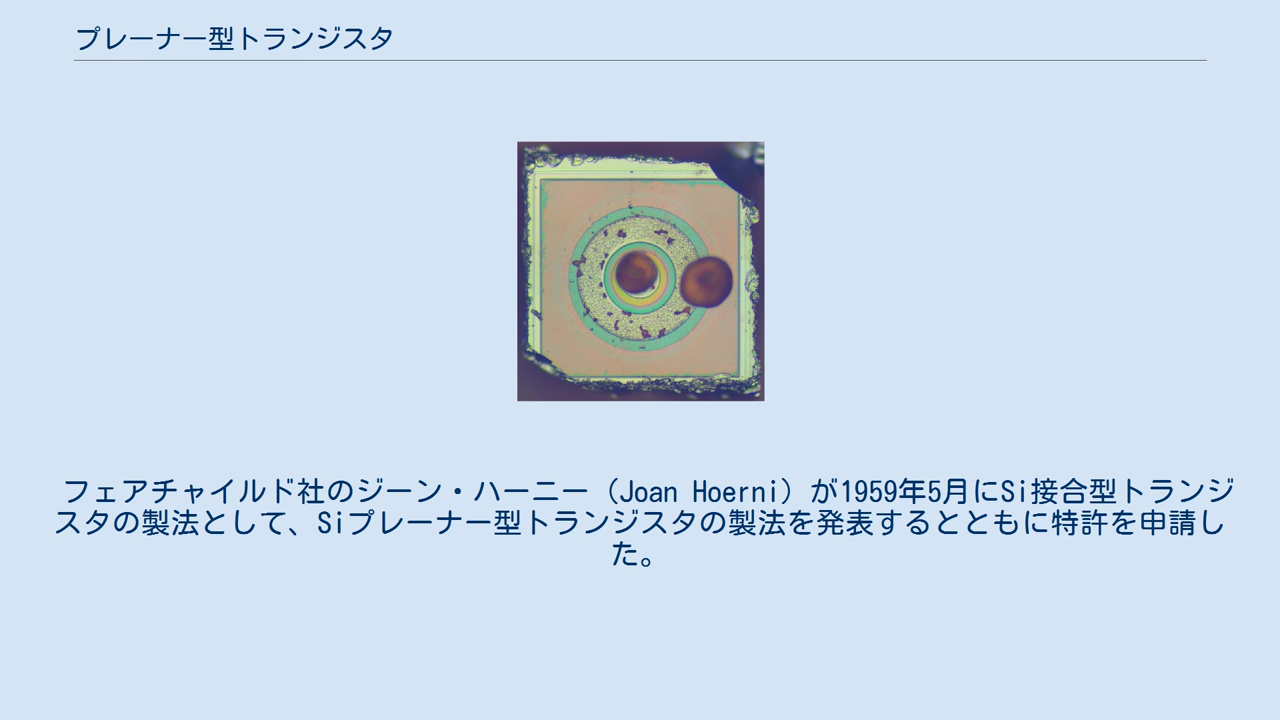 プレーナー型トランジスタ
フェアチャイルド社のジーン・ハーニー（Joan Hoerni）が1959年5月にSi接合型トランジ
スタの製法として、Siプレーナー型トランジスタの製法を発表するとともに特許を申請し
た。